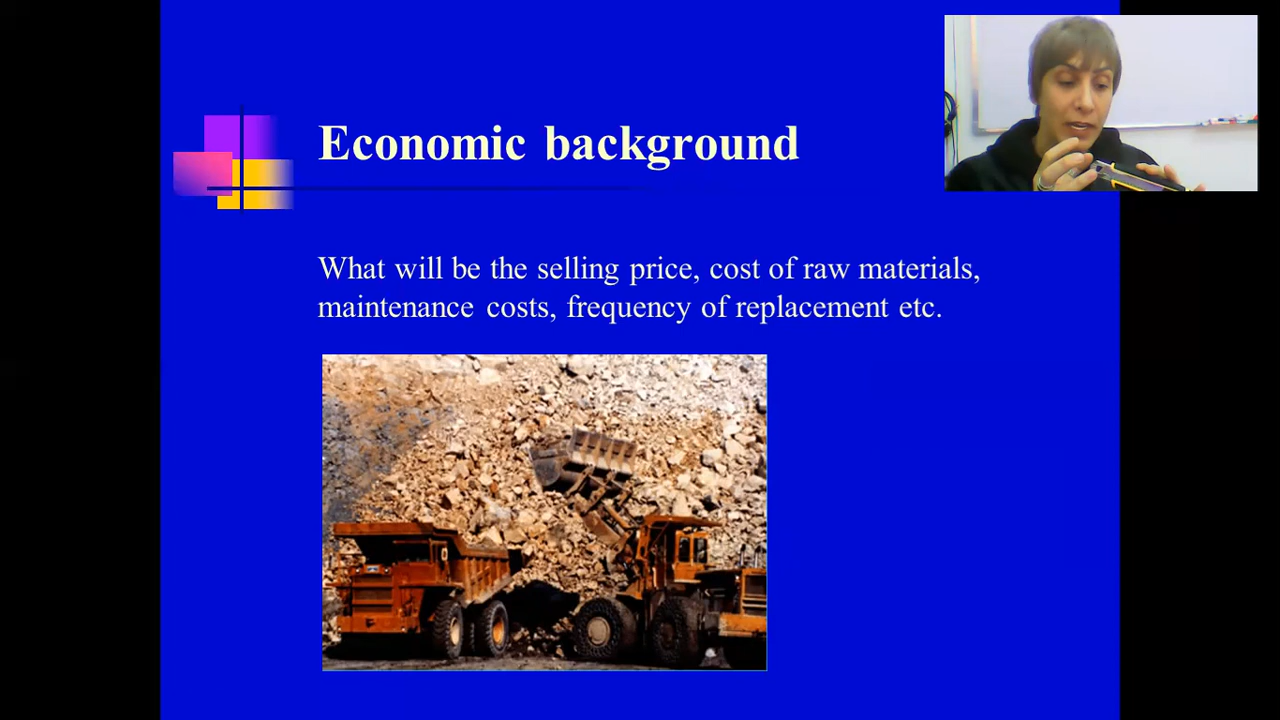 Economic background
What will be the selling price, cost of raw materials,
maintenance costs, frequency of replacement etc.